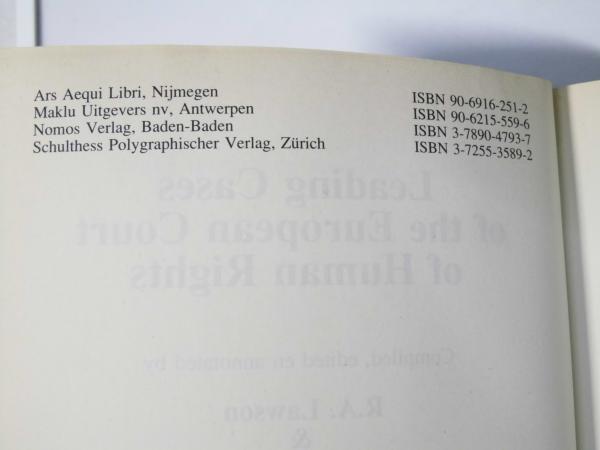 Ars Aequi Libri, Nijmegen ISBN 90-6916-251-2
Maklu Uitgevers nv, Antwerpen ISBN 90-6215-559-6
Nomos Verlag, Baden-Baden ISBN 3-7890-4793-7
Schulthess Polygraphischer Verlag, Zürich ISBN 3-7255-3589-2
Leading Cases
of the European Court
of Human Rights
Compiled, edited en annotated by
R.A. Lawson
&